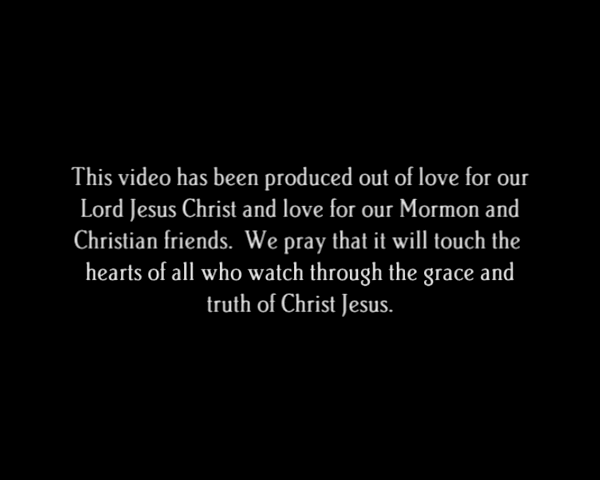 This video has been produced out of love for our
Lord Jesus Christ and love for our Mormon and
Christian friends.  We pray that it will touch the
hearts of all who watch through the grace and
truth of Christ Jesus.